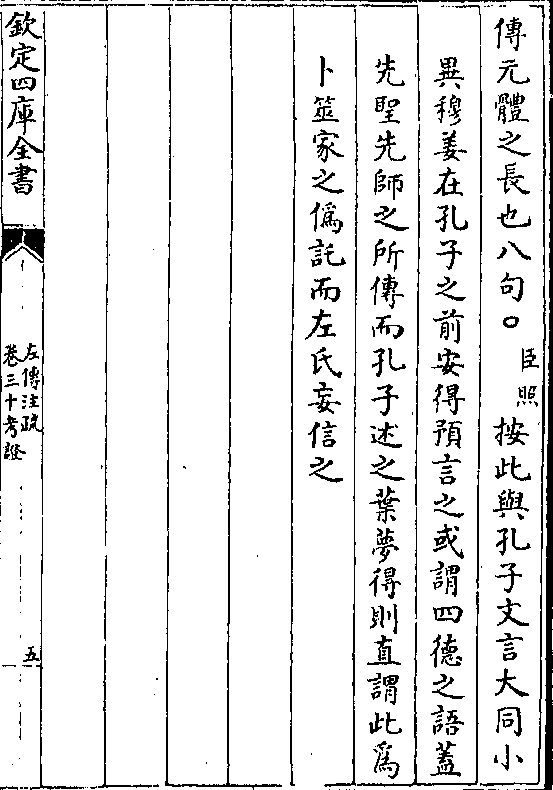 傳元體之長也八句○臣照按此與孔子文言大同小
異穆姜在孔子之前安得預言之或謂四德之語蓋
先聖先師之所傳而孔子述之葉夢得則直謂此爲
卜筮家之僞託而左氏妄信之
欽定四庫全書
左傳注疏
卷三十考證
五